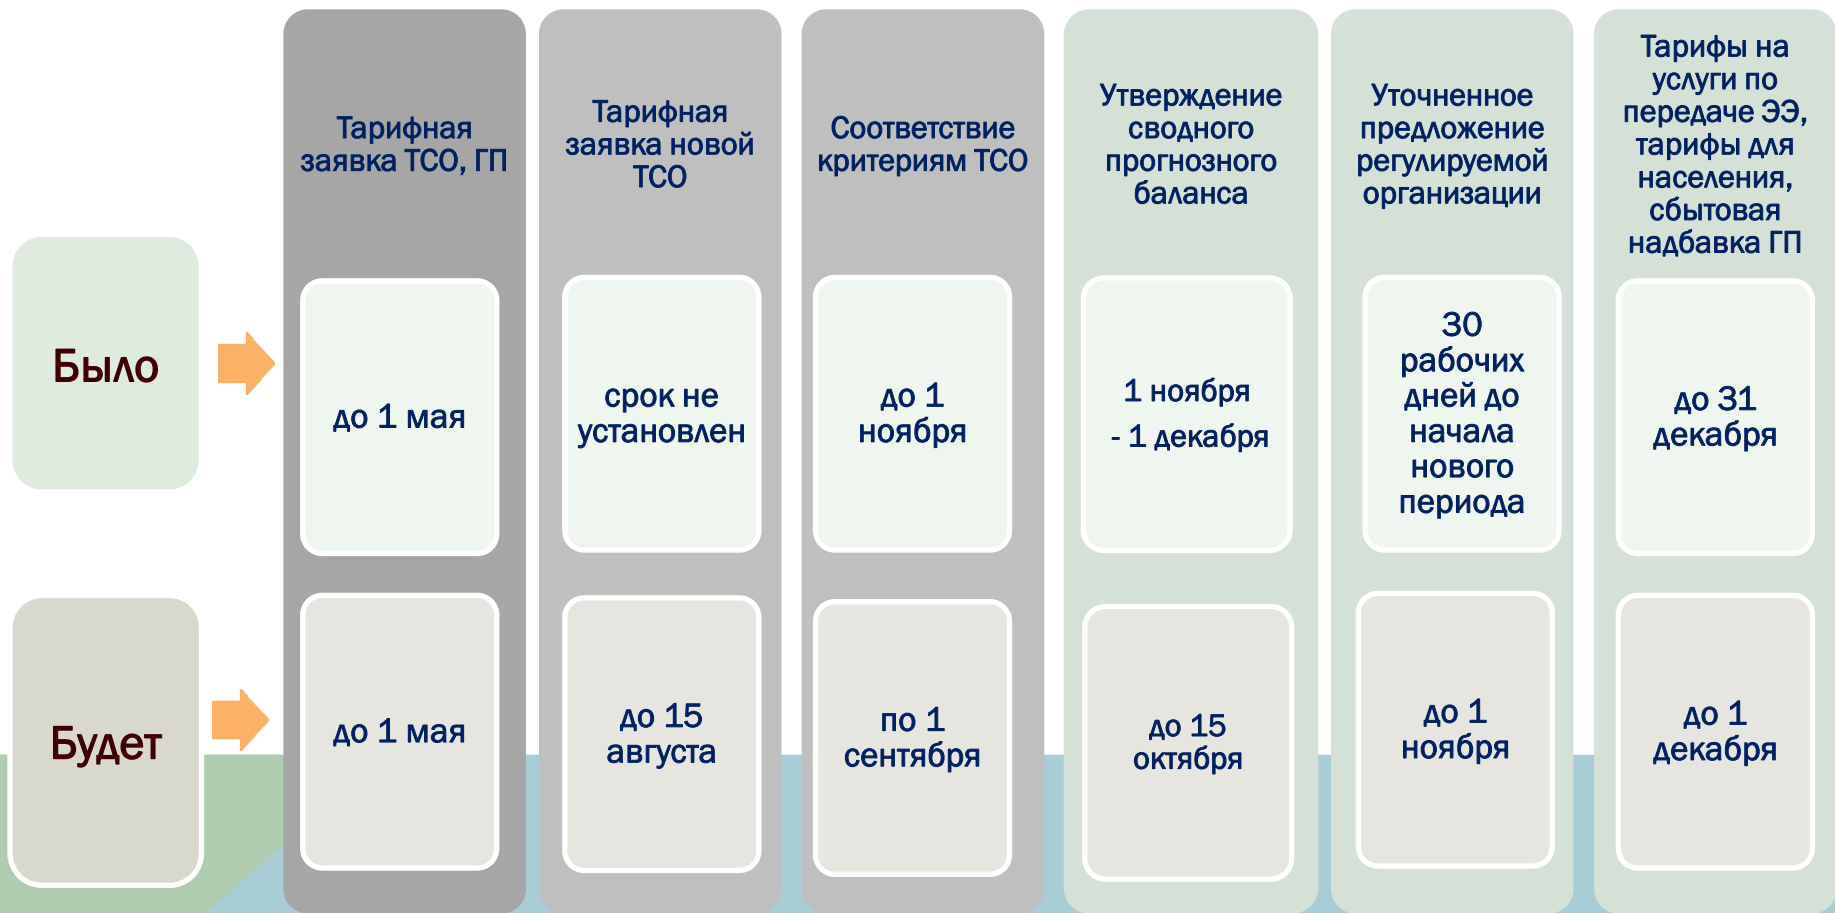 Тарифная
заявка ТСО, ГП
Тарифная
заявка новой
ТСО
Соответствие
критериям ТСО
Утверждение
сводного
прогнозного
баланса
Уточненное
предложение
регулируемой
организации
Тарифы на
услуги по
передаче ЭЭ,
тарифы для
населения,
сбытовая
надбавка ГП
Было
до 1 мая
срок не
установлен
до 1
ноября
1 ноября
- 1 декабря
30
рабочих
дней до
начала
нового
периода
до 31
декабря
Будет
до 1 мая
до 15
августа
по 1
сентября
до 15
октября
до 1
ноября
до 1
декабря